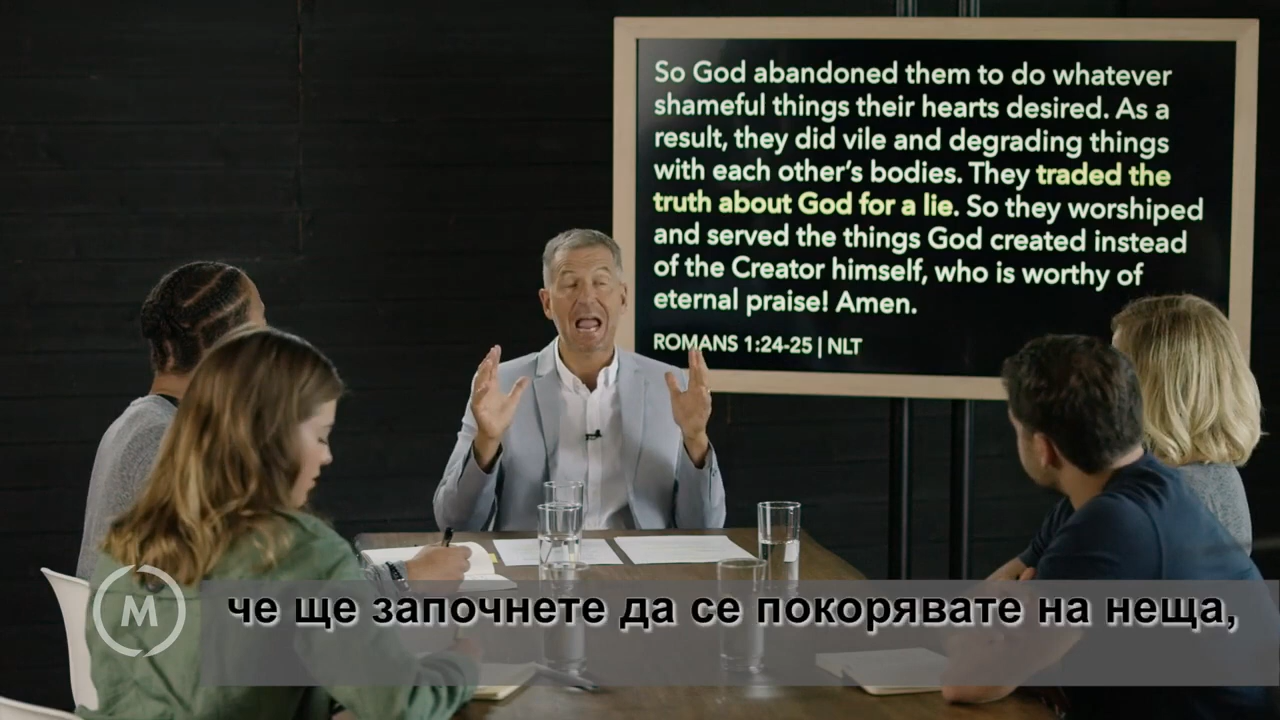 So God abandoned them to do whatever
shameful things their hearts desired. As a
result, they did vile and degrading things
with each other’s bodies. They traded the
truth about God for a lie. So they worshiped
and served the things God created instead
of the Creator himself, who is worthy of
eternal praise! Amen.
ROMANS 1:24-25 | NLT
M
че ще започнете да се покорявате на неща,